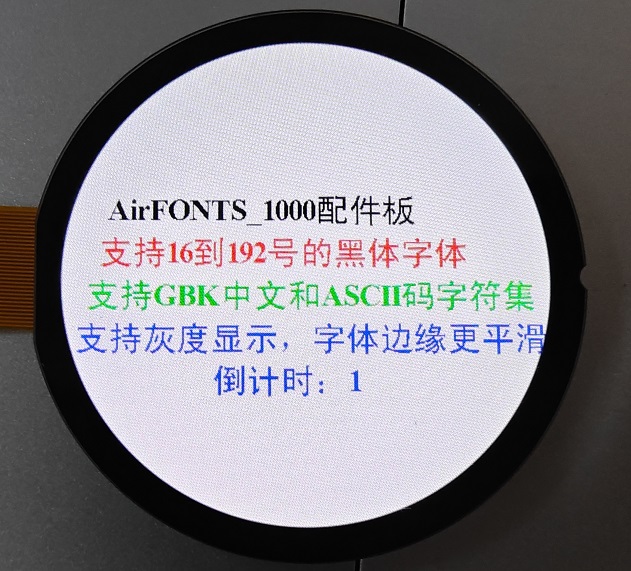 AirFONTS_1000配件板
支持16到192号的黑体字体
支持GBK中文和ASCII码字符集
支持灰度显示，字体边缘更平滑
倒计时：1